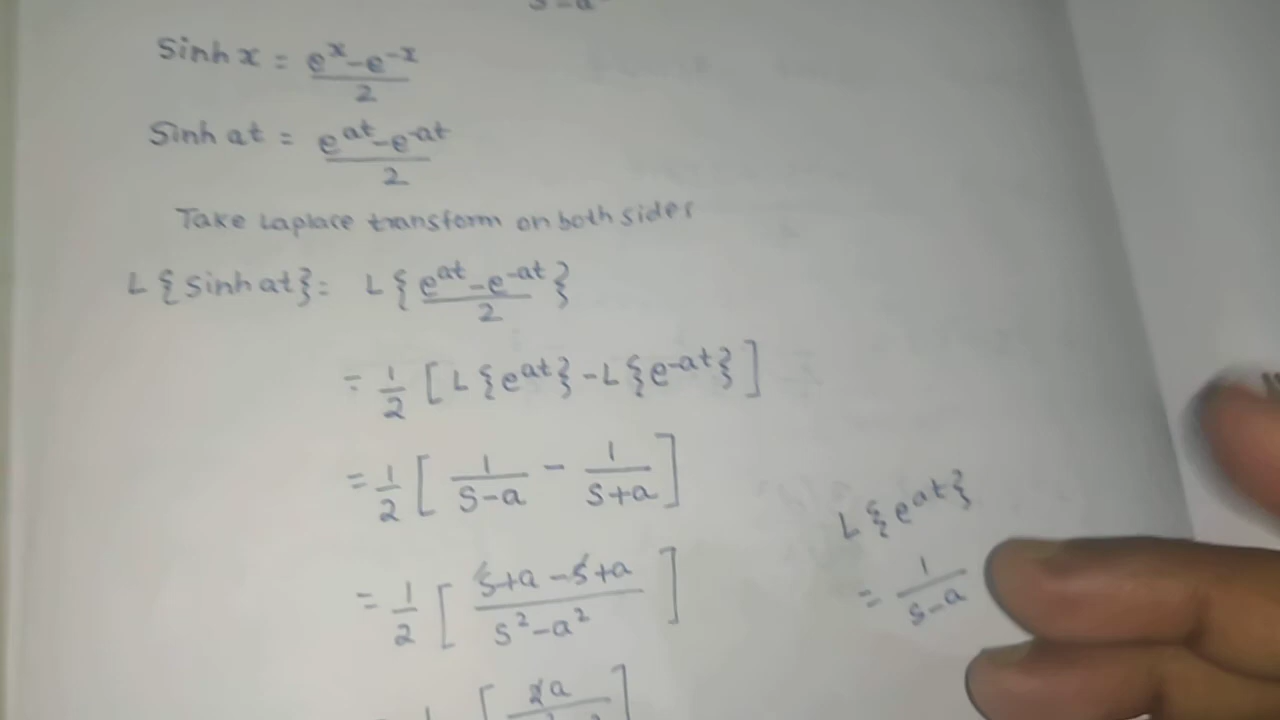 s-a
Sinh x = e^x - e^-x / 2
Sinh at = e^at - e^-at / 2
Take Laplace transform on both sides
L{Sinh at} = L{e^at - e^-at / 2}
= 1/2 [L{e^at} - L{e^-at}]
= 1/2 [1/S-a - 1/S+a]
L{e^at}
= 1/s-a
= 1/2 [S+a - S+a / S^2 - a^2]
[2a